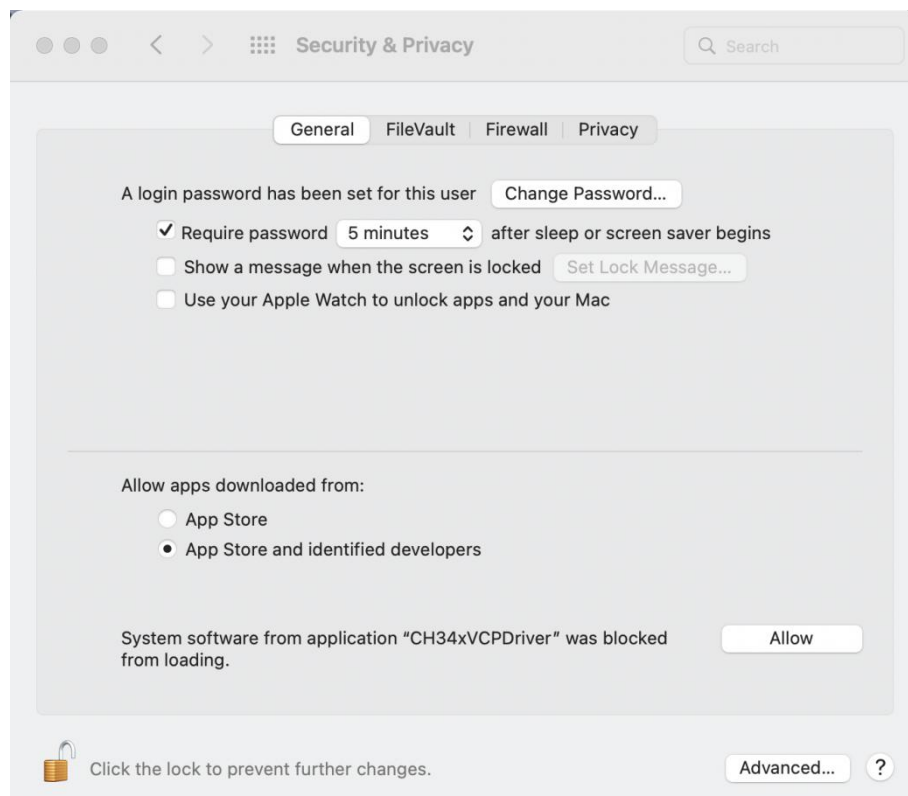 Security & Privacy
Search
General FileVault Firewall Privacy
A login password has been set for this user Change Password...
Require password 5 minutes after sleep or screen saver begins
Show a message when the screen is locked Set Lock Message...
Use your Apple Watch to unlock apps and your Mac
Allow apps downloaded from:
App Store
App Store and identified developers
System software from application “CH34xVCPDriver” was blocked
from loading.
Allow
Click the lock to prevent further changes.
Advanced... ?